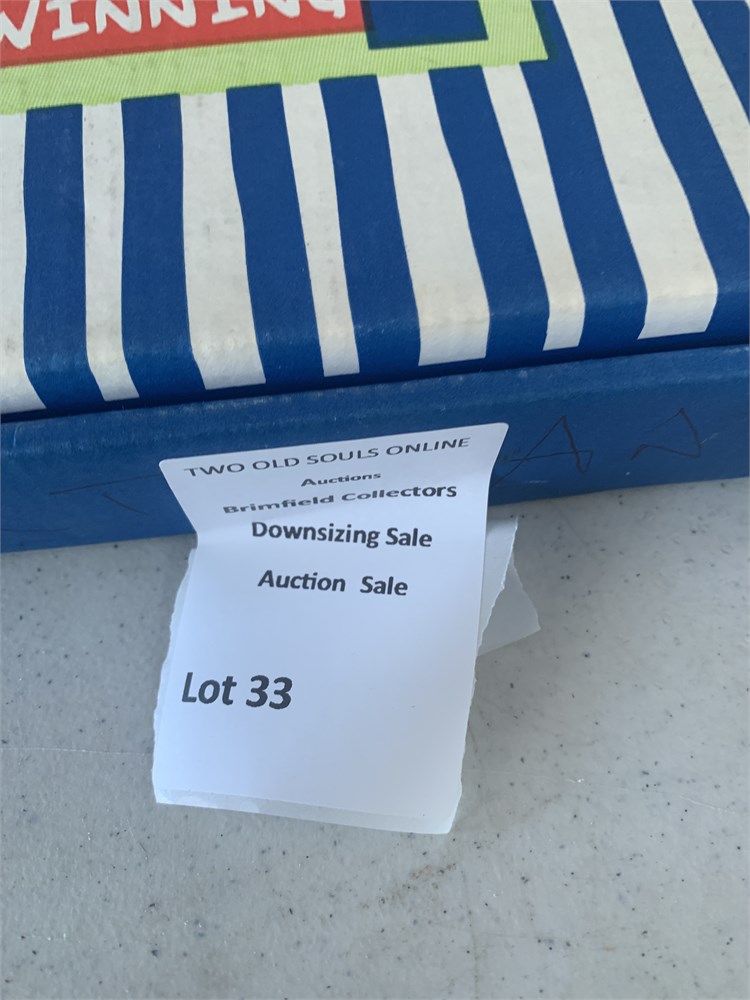 WINNING
TWO OLD SOULS ONLINE
Auctions
Brimfield Collectors
Downsizing Sale
Auction Sale
Lot 33